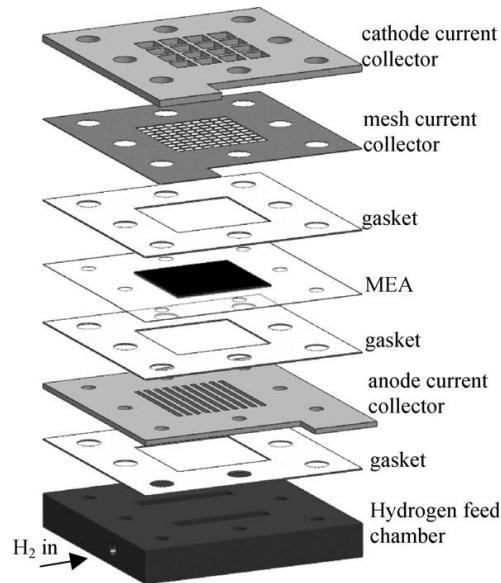 cathode current
collector
mesh current
collector
gasket
MEA
gasket
anode current
collector
gasket
Hydrogen feed
chamber
H₂ in